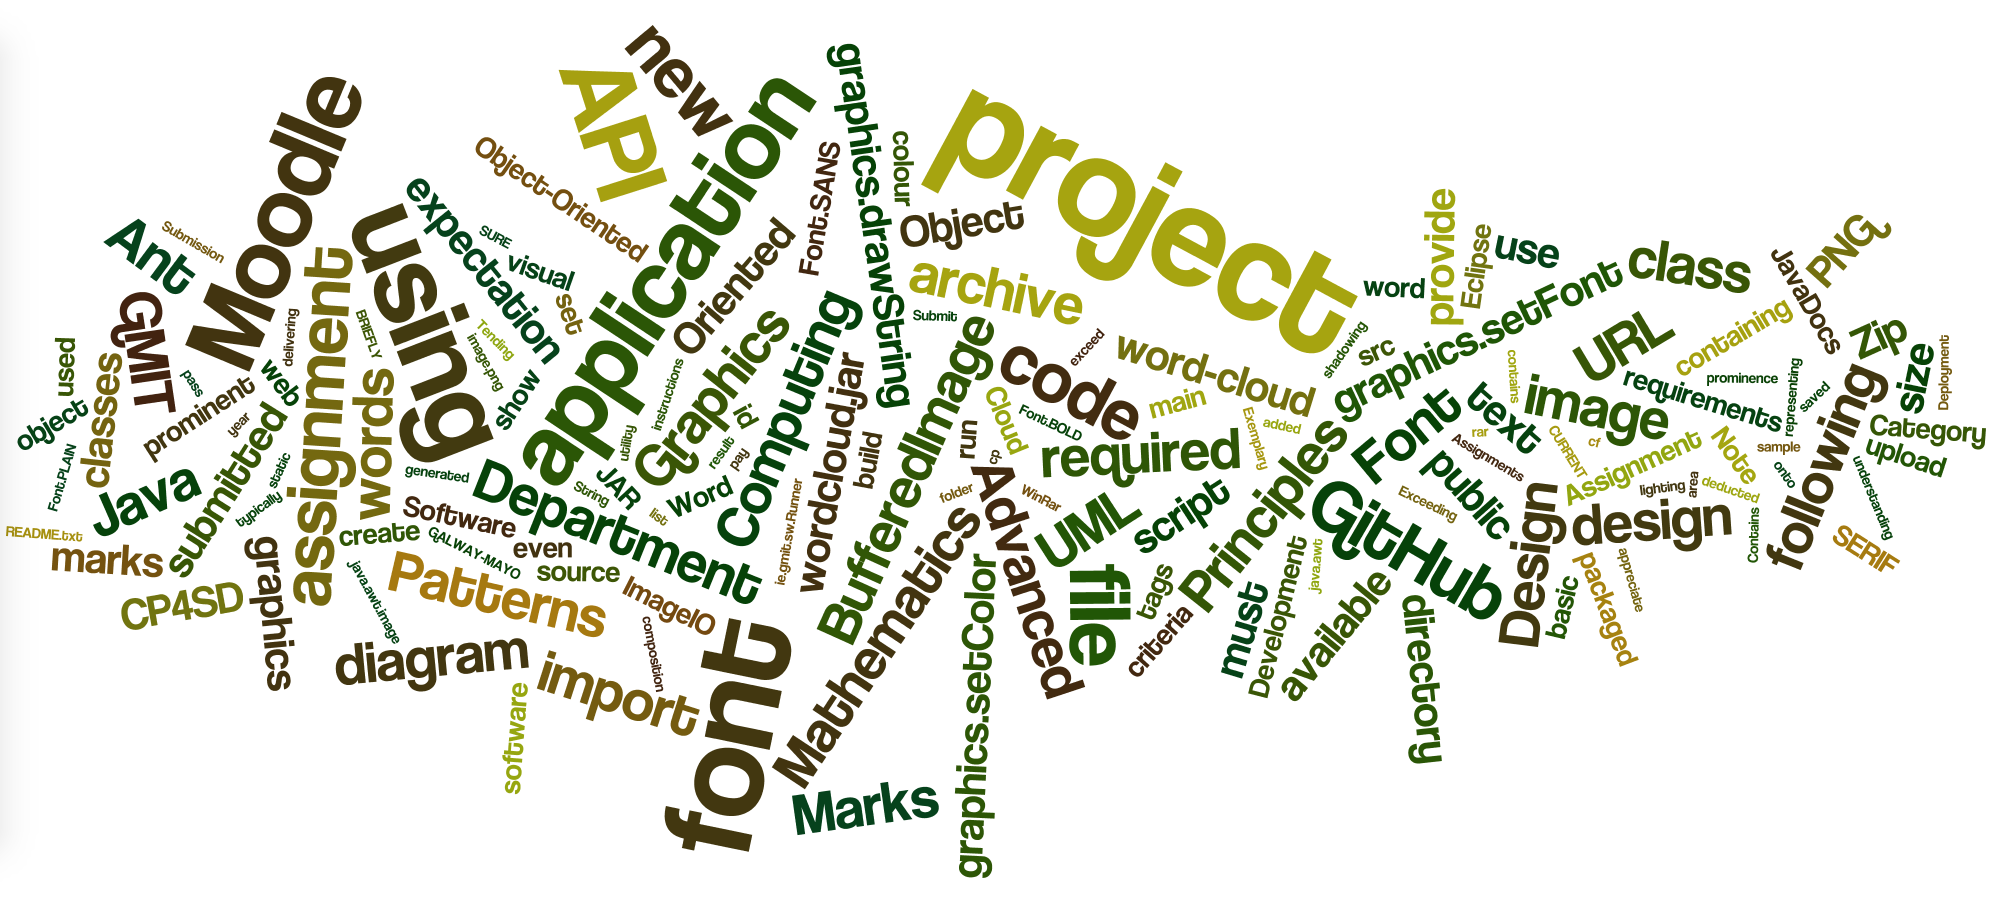 new
API
graphics.drawString
project
application
Moodle
Object-Oriented
Font.SANS
colour
Object
expectation
using
Submission
Ant
SURE
visual
set
Oriented
archive
Submit
provide
Eclipse
use
word
class
PNG
JavaDocs
GMIT
delivering
assignment
BRIEFLY
Tending
image.png
show
instructions
Graphics
Computing
BufferedImage
exceed
code
word-cloud
shadowing
src
graphics.setFont
URL
containing
Zip
size
Deployment
used
classes
object
pass
prominent
year
web
words
utility
result
id
pay
wordcloud.jar
build
Cloud
run
Font.BOLD
main
Exemplary
added
required
Font
text
contains
image
requirements
prominence
representing
saved
following
Category
upload
Font.PLAIN
Java
submitted
typically
static
generated
Department
JAR
String
list
Word
folder
cp
Advanced
WinRar
UML
script
Principles
rar
Assignments
public
Exceeding
CURRENT
cf
Assignment
Note
sample
onto
understanding
README.txt
marks
create
Software
GALWAY-MAYO
even
source
ie.gmit.sw.Runner
Mathematics
GitHub
Design
design
lighting
area
deducted
Contains
SERIF
CP4SD
graphics
java.awt.image
Patterns
ImageIO
composition
file
tags
criteria
must
Development
java.awt
available
directory
basic
packaged
appreciate
diagram
import
software
font
graphics.setColor
Marks